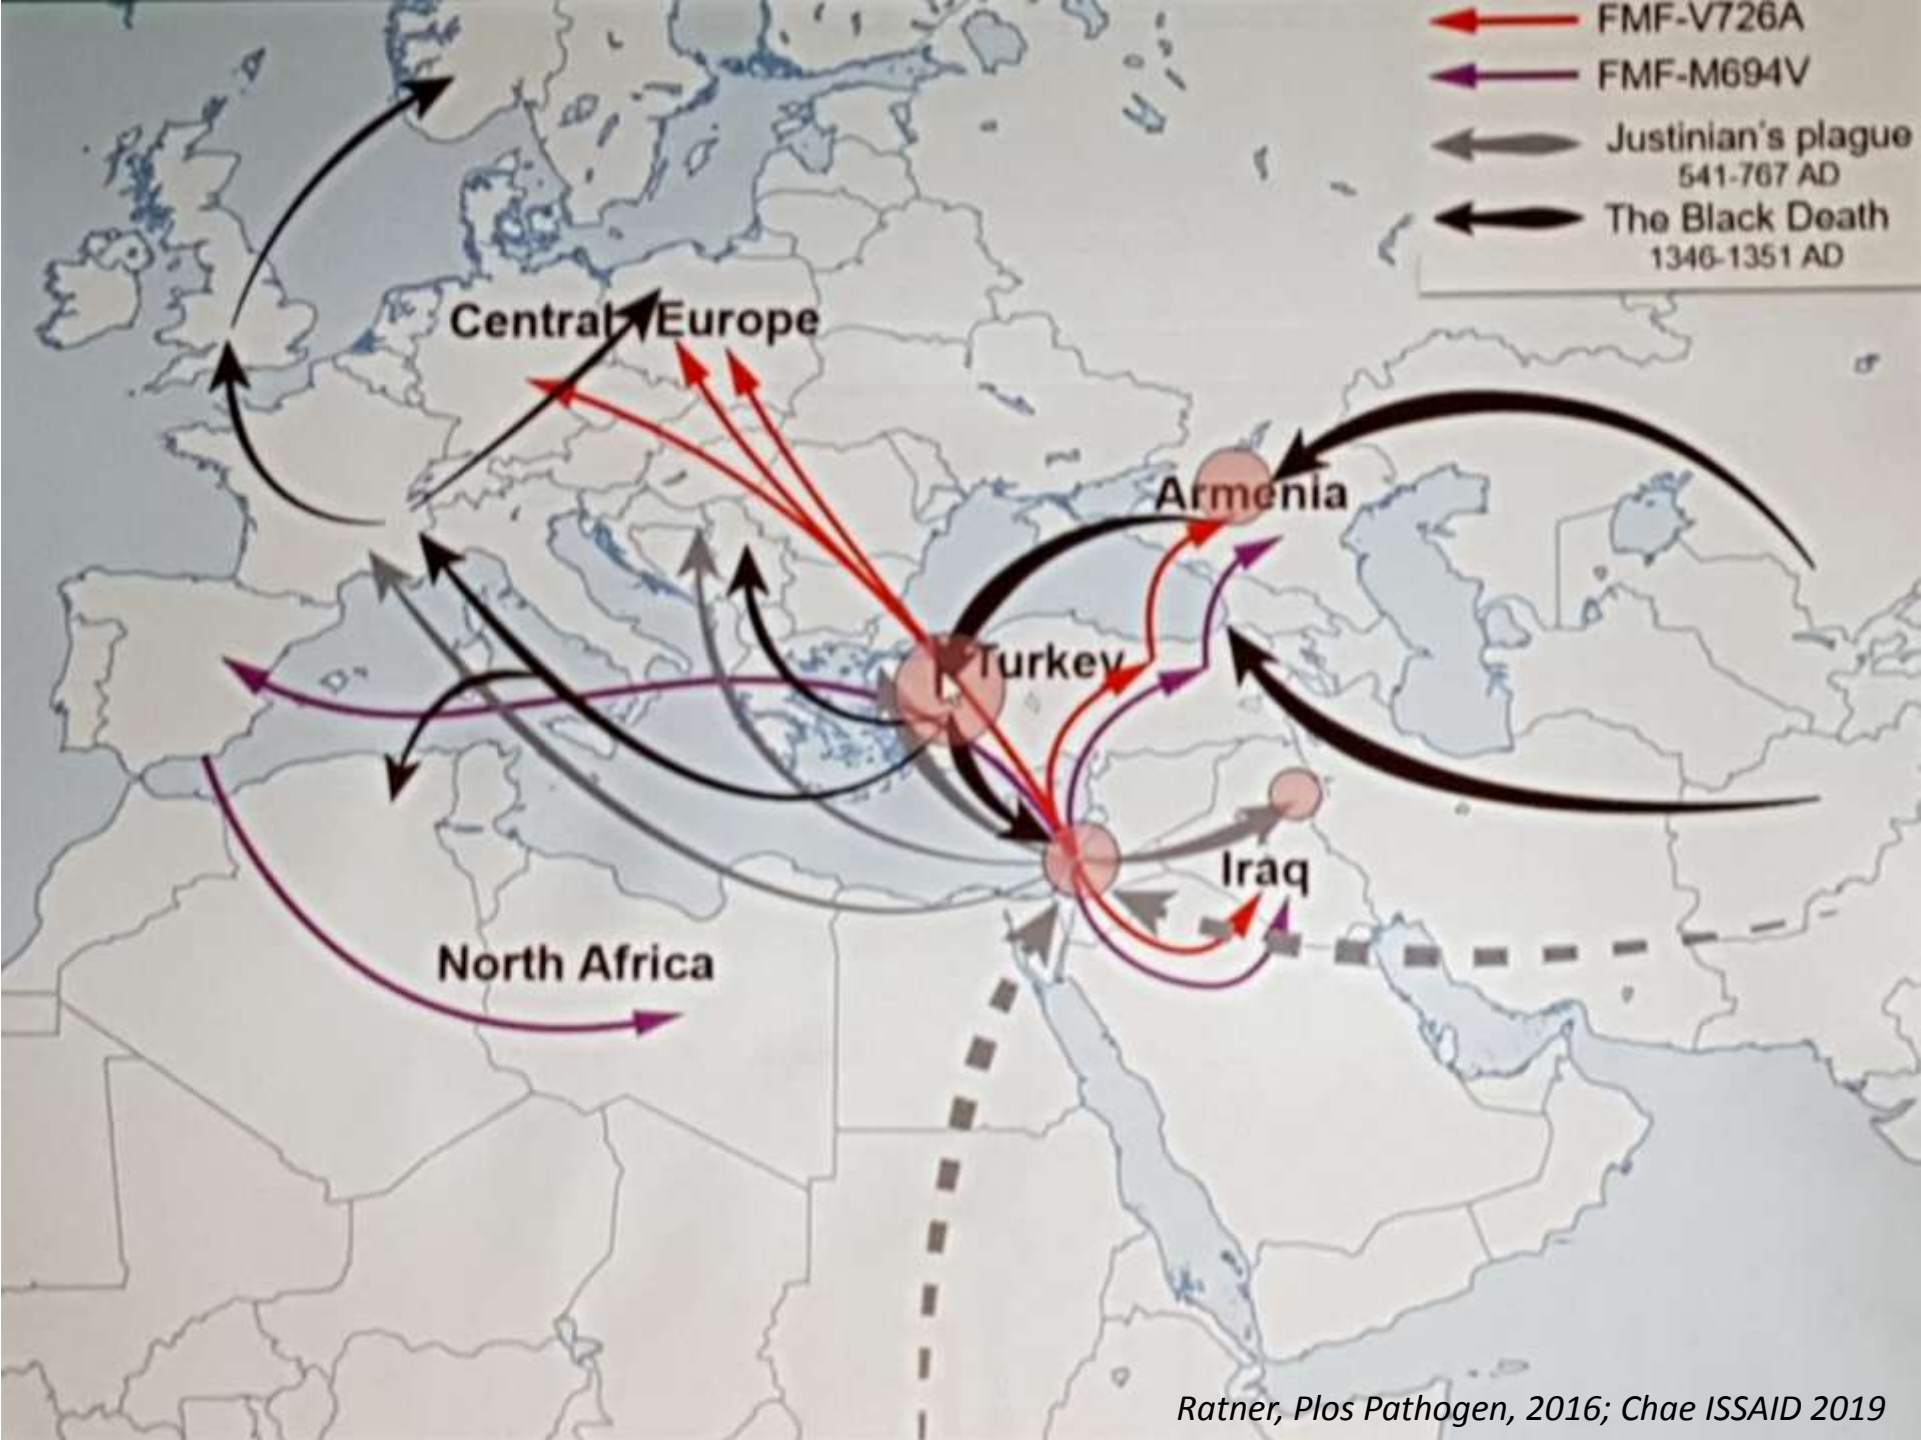 FMF-V726A
FMF-M694V
Justinian's plague
541-767 AD
The Black Death
1346-1351 AD
Central Europe
Armenia
Turkey
Iraq
North Africa
Ratner, Plos Pathogen, 2016; Chae ISSAID 2019